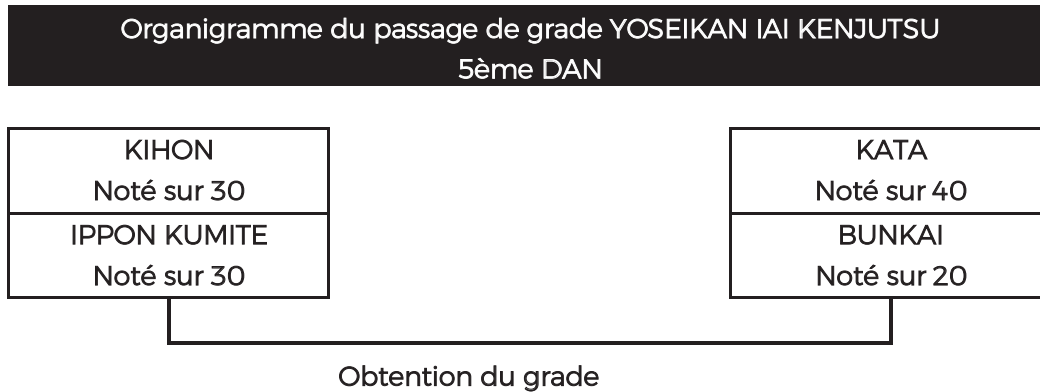 Organigramme du passage de grade YOSEIKAN IAI KENJUTSU
5ème DAN
KIHON
Noté sur 30
IPPON KUMITE
Noté sur 30
KATA
Noté sur 40
BUNKAI
Noté sur 20
Obtention du grade